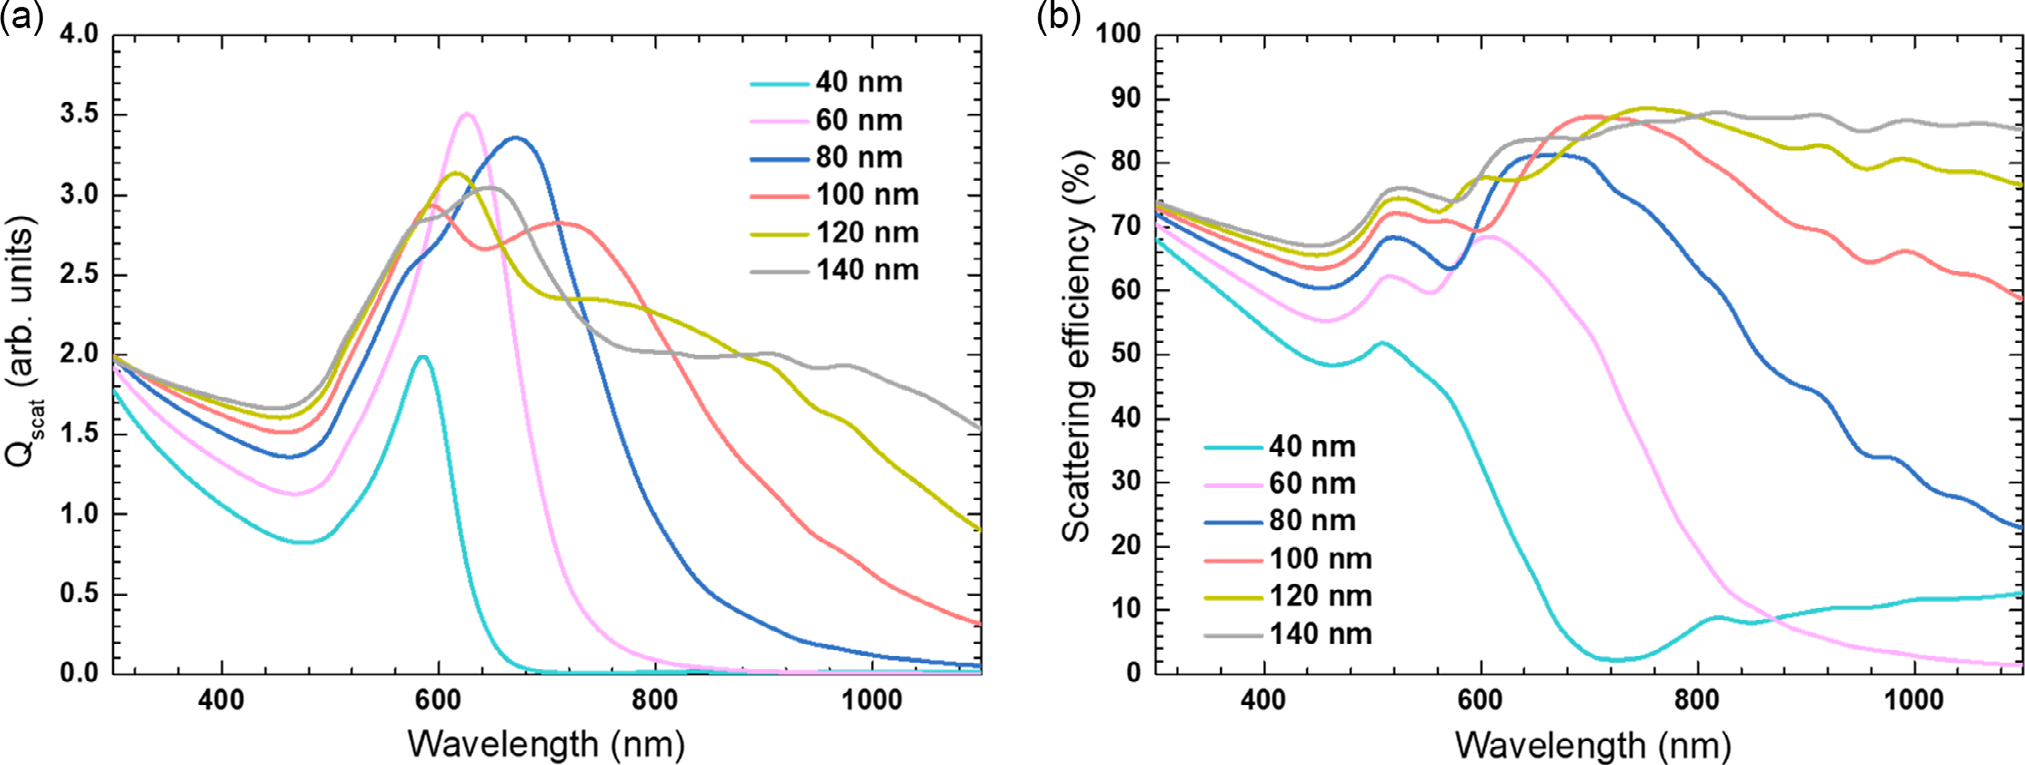 (a)
4.0
3.5
3.0
2.5
2.0
1.5
1.0
0.5
0.0
Qscat (arb. units)
40 nm
60 nm
80 nm
100 nm
120 nm
140 nm
400
600
800
1000
Wavelength (nm)
(b)
100
90
80
70
60
50
40
30
20
10
0
Scattering efficiency (%)
40 nm
60 nm
80 nm
100 nm
120 nm
140 nm
400
600
800
1000
Wavelength (nm)